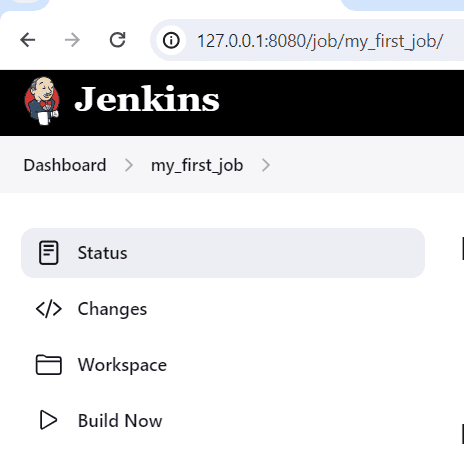 127.0.0.1:8080/job/my_first_job/
Jenkins
Dashboard my_first_job
Status
Changes
Workspace
Build Now